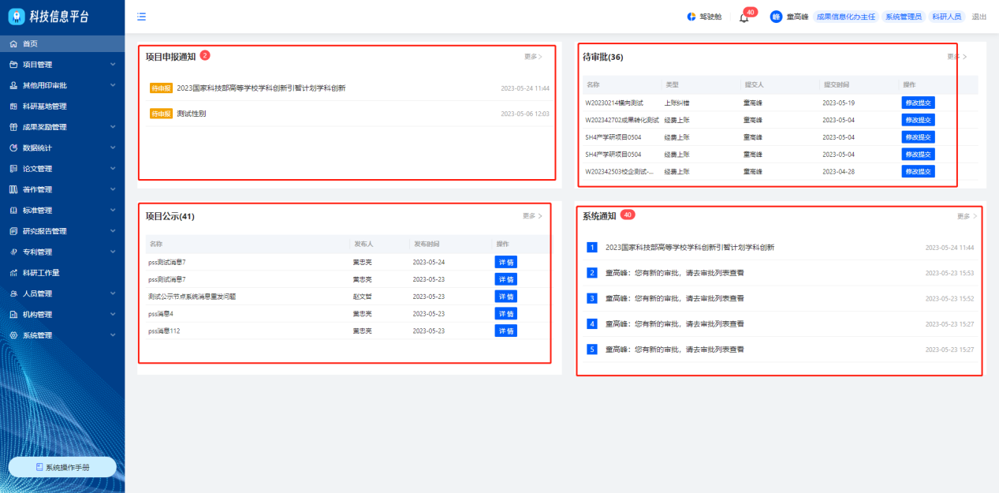 科技信息平台
驾驶舱 40 峰 童高峰 成果信息化办主任 系统管理员 科研人员 退出
首页
项目管理
其他用印审批
科研基地管理
成果奖励管理
数据统计
论文管理
著作管理
标准管理
研究报告管理
专利管理
科研工作量
人员管理
机构管理
系统管理
系统操作手册
项目申报通知 2 更多
待申报 2023国家科技部高等学校学科创新引智计划学科创新 2023-05-24 11:44
待申报 测试性别 2023-05-06 12:03
待审批(36) 更多
名称 类型 提交人 提交时间 操作
W20230214横向测试 上账纠错 童高峰 2023-05-19 修改提交
W202342702成果转化测试 经费上账 童高峰 2023-05-04 修改提交
SH4产学研项目0504 经费上账 童高峰 2023-05-04 修改提交
SH4产学研项目0504 经费上账 童高峰 2023-05-04 修改提交
W202342503校企测试-... 经费上账 童高峰 2023-04-28 修改提交
项目公示(41) 更多
名称 发布人 发布时间 操作
pss测试消息7 董忠亮 2023-05-24 详情
pss测试消息7 董忠亮 2023-05-23 详情
测试公示节点系统消息重发问题 赵文哲 2023-05-23 详情
pss消息4 董忠亮 2023-05-23 详情
pss消息112 董忠亮 2023-05-23 详情
系统通知 40 更多
1 2023国家科技部高等学校学科创新引智计划学科创新 2023-05-24 11:44
2 童高峰：您有新的审批，请去审批列表查看 2023-05-23 15:53
3 童高峰：您有新的审批，请去审批列表查看 2023-05-23 15:52
4 童高峰：您有新的审批，请去审批列表查看 2023-05-23 15:27
5 童高峰：您有新的审批，请去审批列表查看 2023-05-23 15:27